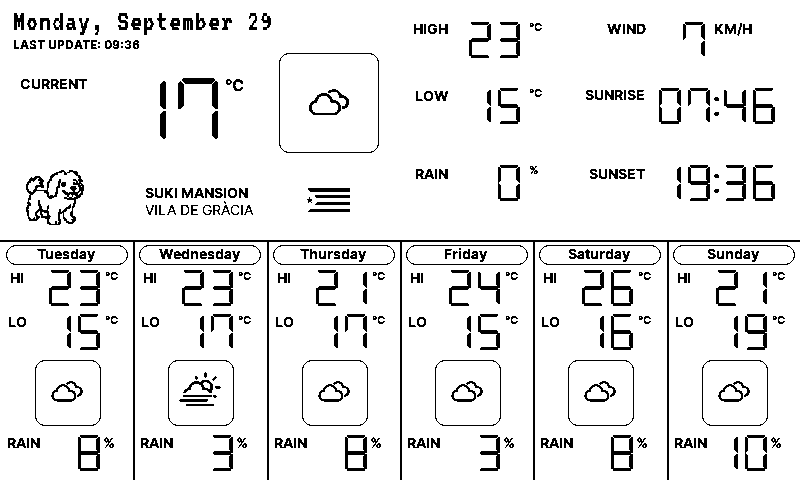 Monday, September 29
LAST UPDATE: 09:36
CURRENT
17 °C
SUKI MANSION
VILA DE GRÀCIA
HIGH 23 °C
LOW 15 °C
RAIN 0 %
WIND 7 KM/H
SUNRISE 07:46
SUNSET 19:36
Tuesday
HI 23 °C
LO 15 °C
RAIN 8 %
Wednesday
HI 23 °C
LO 17 °C
RAIN 3 %
Thursday
HI 21 °C
LO 17 °C
RAIN 8 %
Friday
HI 24 °C
LO 15 °C
RAIN 3 %
Saturday
HI 26 °C
LO 16 °C
RAIN 8 %
Sunday
HI 21 °C
LO 19 °C
RAIN 10 %